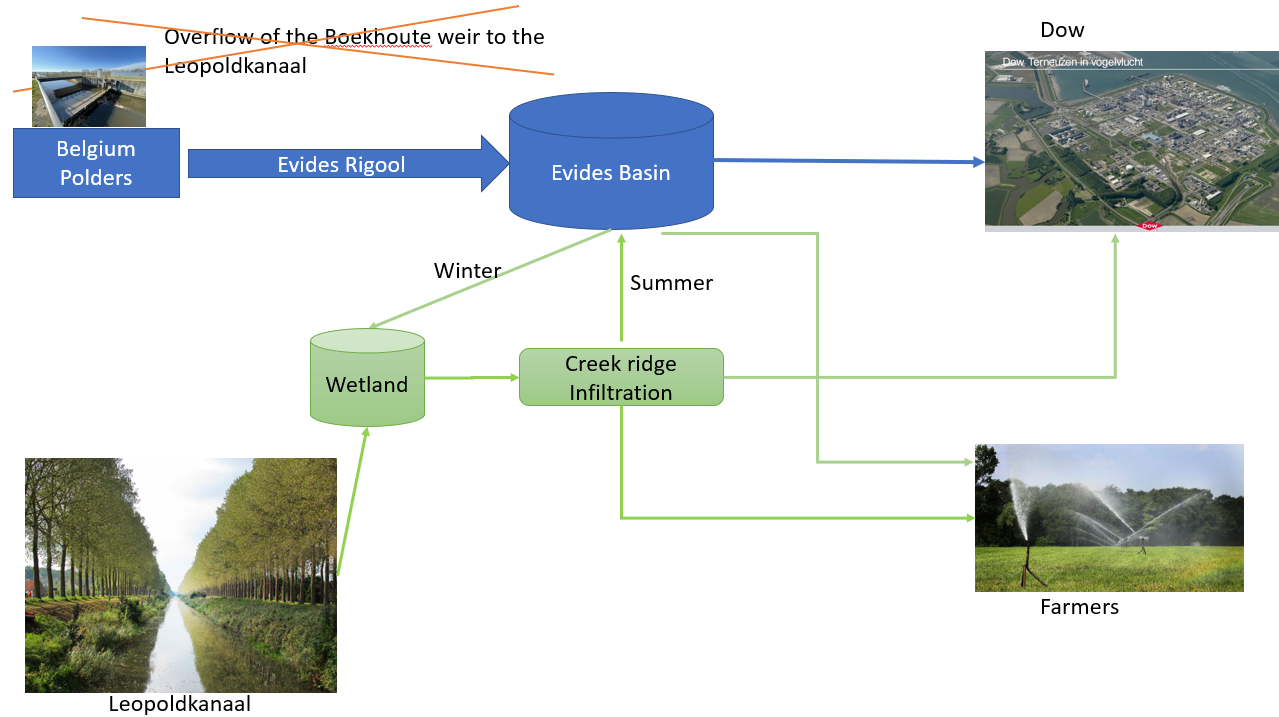 Overflow of the Boekhoute weir to the
Leopoldkanaal
Dow
Dow Terneuzen in vogelvlucht
Belgium
Polders
Evides Rigool
Evides Basin
Dow
Winter
Summer
Wetland
Creek ridge
Infiltration
Farmers
Leopoldkanaal